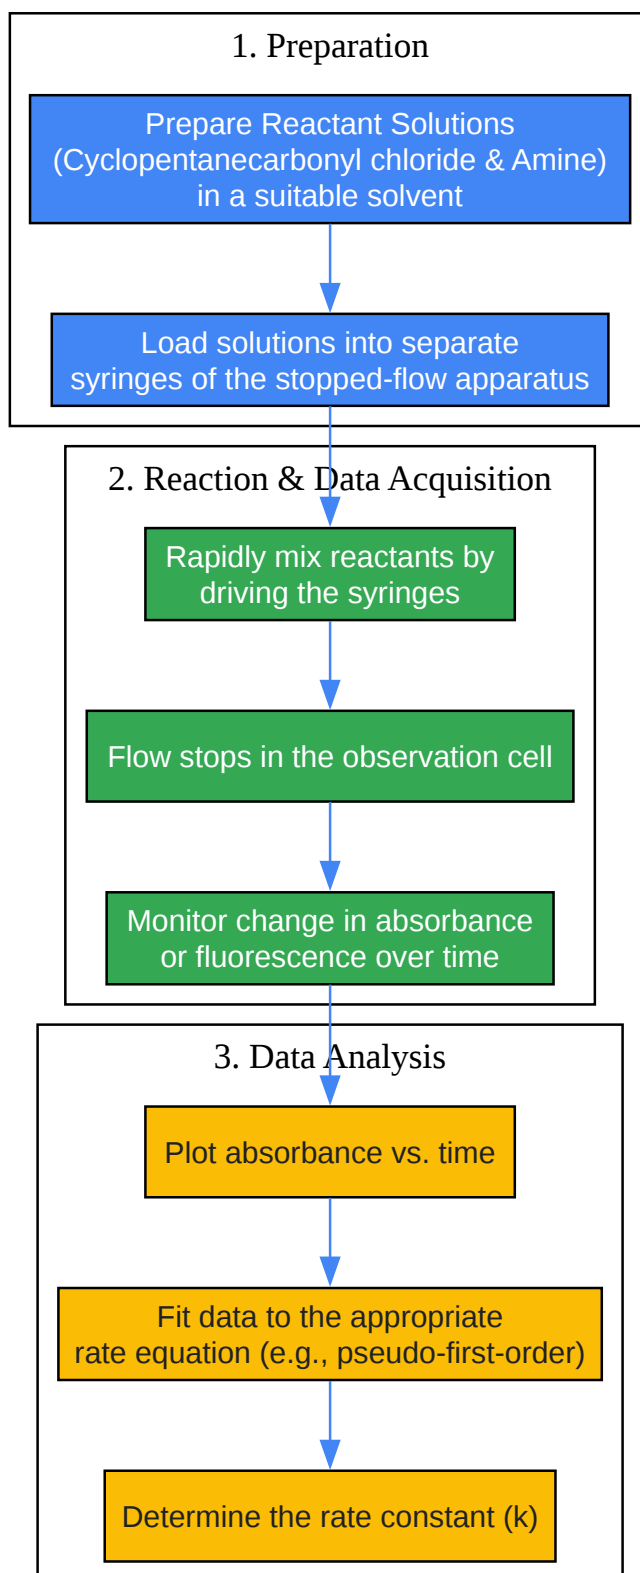 1. Preparation
Prepare Reactant Solutions
(Cyclopentanecarbonyl chloride & Amine)
in a suitable solvent
Load solutions into separate
syringes of the stopped-flow apparatus
2. Reaction & Data Acquisition
Rapidly mix reactants by
driving the syringes
Flow stops in the observation cell
Monitor change in absorbance
or fluorescence over time
3. Data Analysis
Plot absorbance vs. time
Fit data to the appropriate
rate equation (e.g., pseudo-first-order)
Determine the rate constant (k)